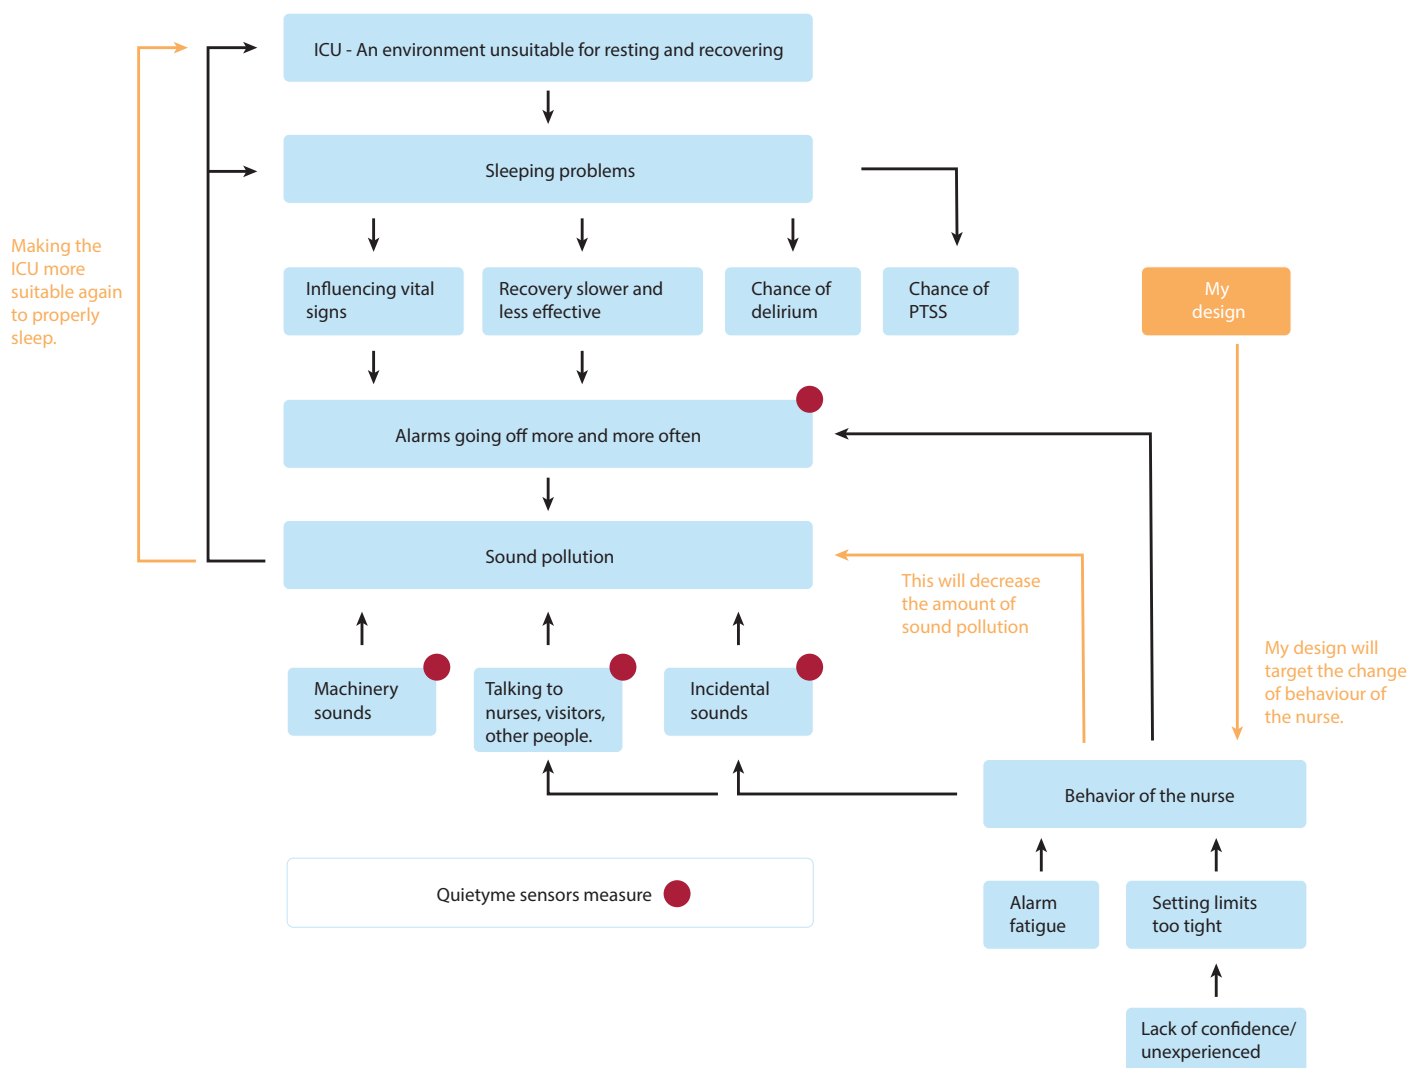 ICU - An environment unsuitable for resting and recovering
Sleeping problems
Making the
ICU more
suitable again
to properly
sleep.
Influencing vital
signs
Recovery slower and
less effective
Chance of
delirium
Chance of
PTSS
My
design
Alarms going off more and more often
Sound pollution
This will decrease
the amount of
sound pollution
My design will
target the change
of behaviour of
the nurse.
Machinery
sounds
Talking to
nurses, visitors,
other people.
Incidental
sounds
Behavior of the nurse
Quietyme sensors measure
Alarm
fatigue
Setting limits
too tight
Lack of confidence/
unexperienced